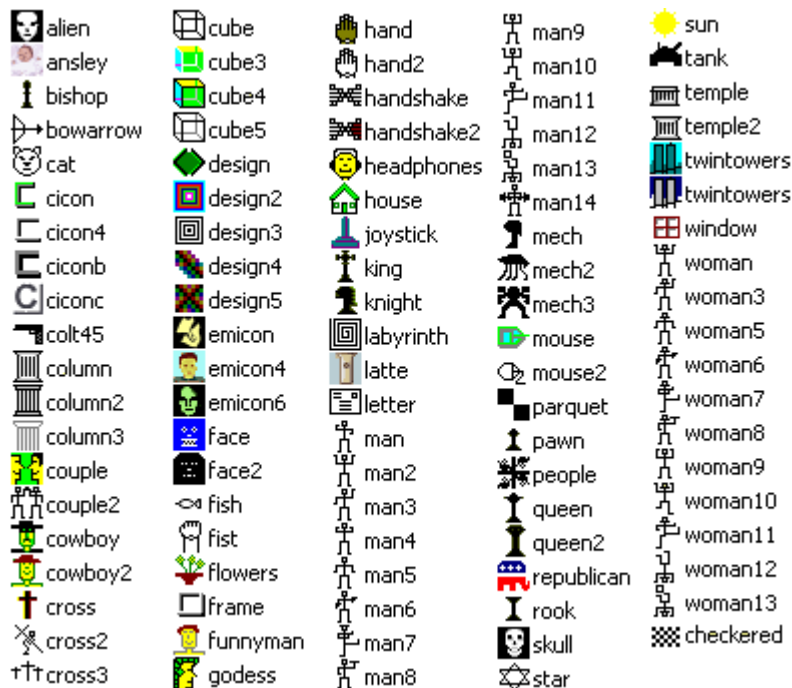 alien
ansley
bishop
bowarrow
cat
cicon
cicon4
ciconb
ciconc
colt45
column
column2
column3
couple
couple2
cowboy
cowboy2
cross
cross2
cross3
cube
cube3
cube4
cube5
design
design2
design3
design4
design5
emicon
emicon4
emicon6
face
face2
fish
fist
flowers
frame
funnyman
godess
hand
hand2
handshake
handshake2
headphones
house
joystick
king
knight
labyrinth
latte
letter
man
man2
man3
man4
man5
man6
man7
man8
man9
man10
man11
man12
man13
man14
mech
mech2
mech3
mouse
mouse2
parquet
pawn
people
queen
queen2
republican
rook
skull
star
sun
tank
temple
temple2
twintowers
twintowers
window
woman
woman3
woman5
woman6
woman7
woman8
woman9
woman10
woman11
woman12
woman13
checkered